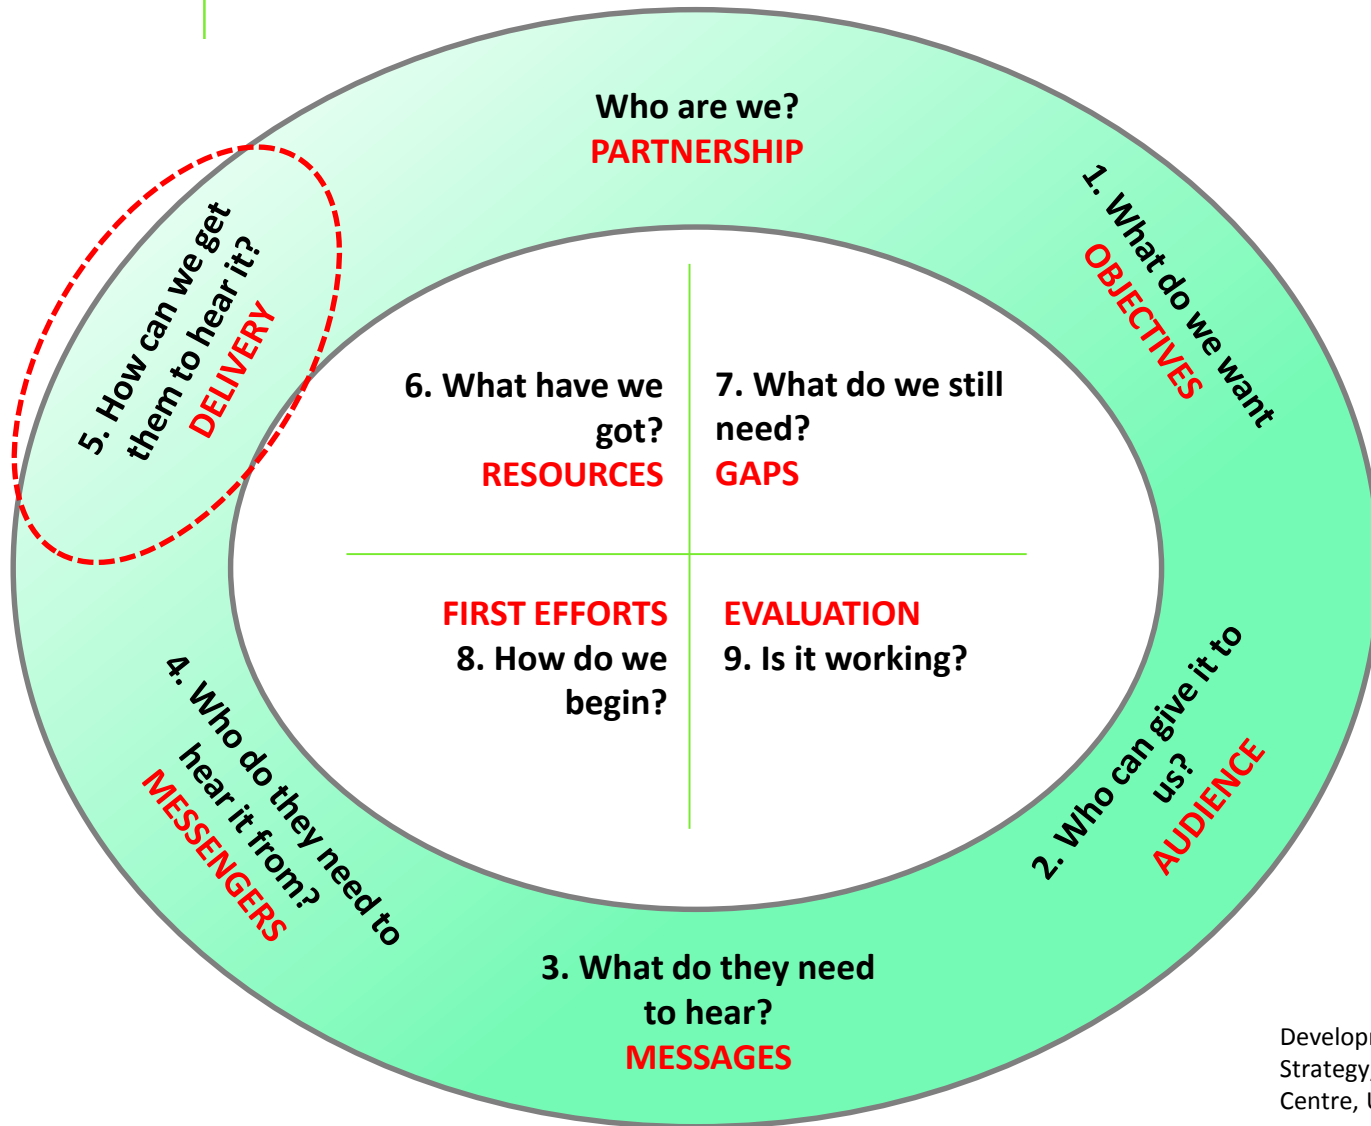 Who are we?
PARTNERSHIP
1. What do we want
OBJECTIVES
2. Who can give it to
us?
AUDIENCE
3. What do they need
to hear?
MESSAGES
4. Who do they need to
hear it from?
MESSENGERS
5. How can we get
them to hear it?
DELIVERY
6. What have we
got?
RESOURCES
7. What do we still
need?
GAPS
FIRST EFFORTS
8. How do we
begin?
EVALUATION
9. Is it working?
Strategy,
Centre,